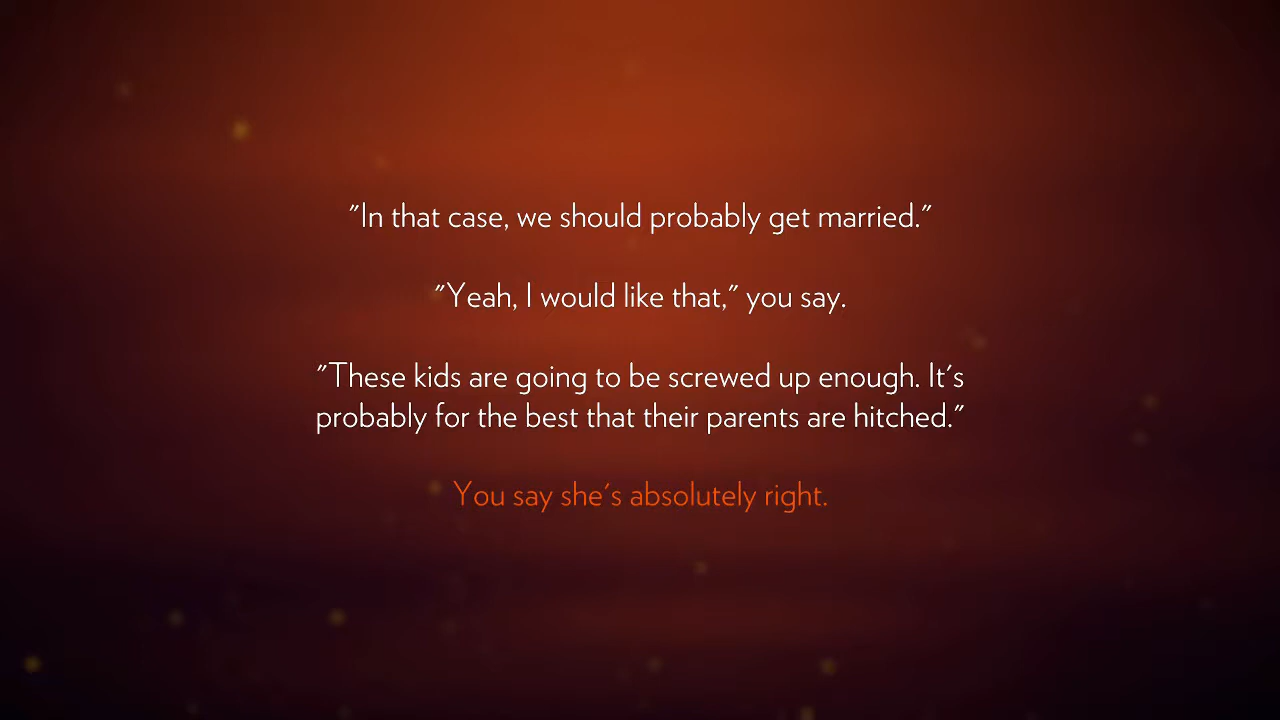 "In that case, we should probably get married."
"Yeah, I would like that," you say.
"These kids are going to be screwed up enough. It's
probably for the best that their parents are hitched."
You say she's absolutely right.